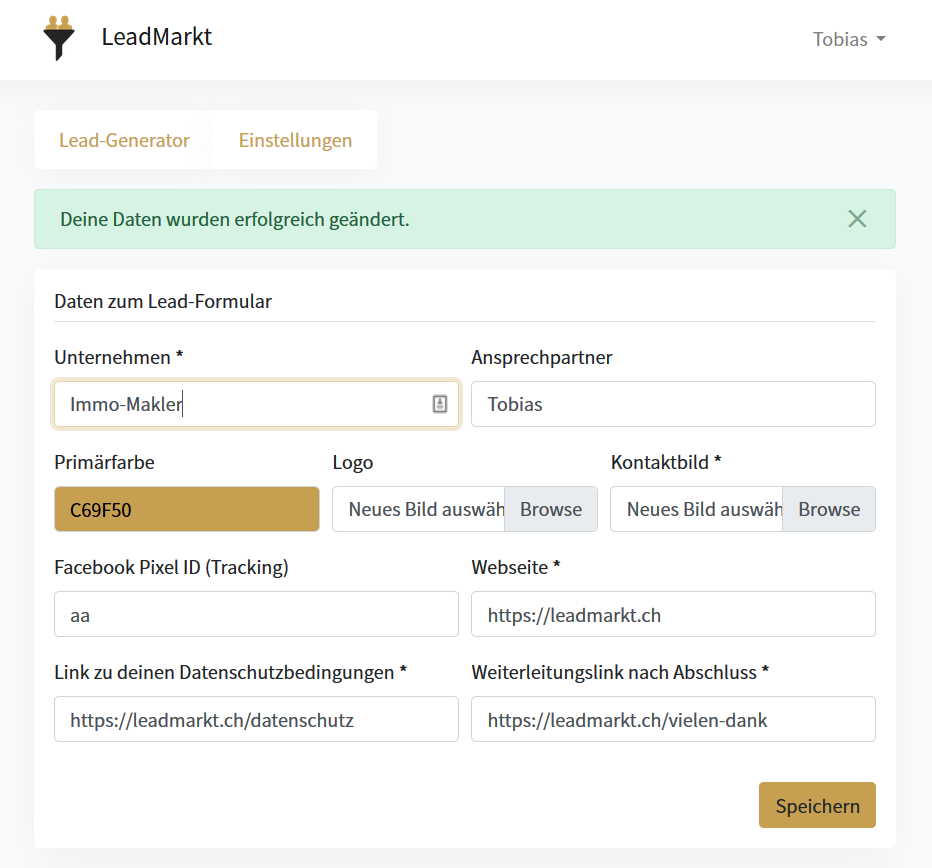 LeadMarkt
Tobias
Lead-Generator Einstellungen
Deine Daten wurden erfolgreich geändert.
Daten zum Lead-Formular
Unternehmen * Ansprechpartner
Immo-Makler Tobias
Primärfarbe Logo Kontaktbild *
C69F50 Neues Bild auswäh Browse Neues Bild auswäh Browse
Facebook Pixel ID (Tracking) Webseite *
aa https://leadmarkt.ch
Link zu deinen Datenschutzbedingungen * Weiterleitungslink nach Abschluss *
https://leadmarkt.ch/datenschutz https://leadmarkt.ch/vielen-dank
Speichern